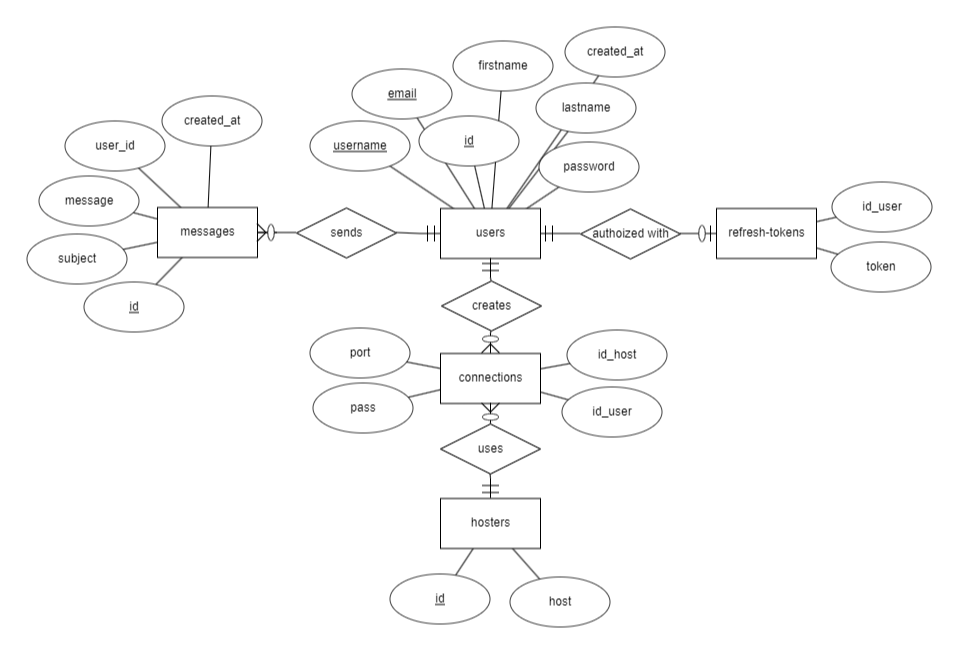 created_at
firstname
email
lastname
created_at
username
id
user_id
password
message
id_user
messages
sends
users
authoized with
refresh-tokens
subject
token
id
creates
port
id_host
connections
pass
id_user
uses
hosters
id
host